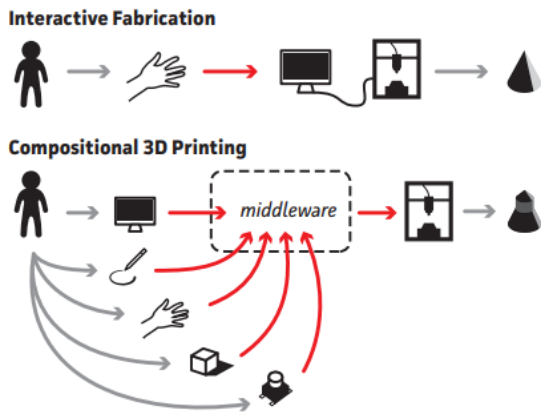 Interactive Fabrication
Compositional 3D Printing
middleware